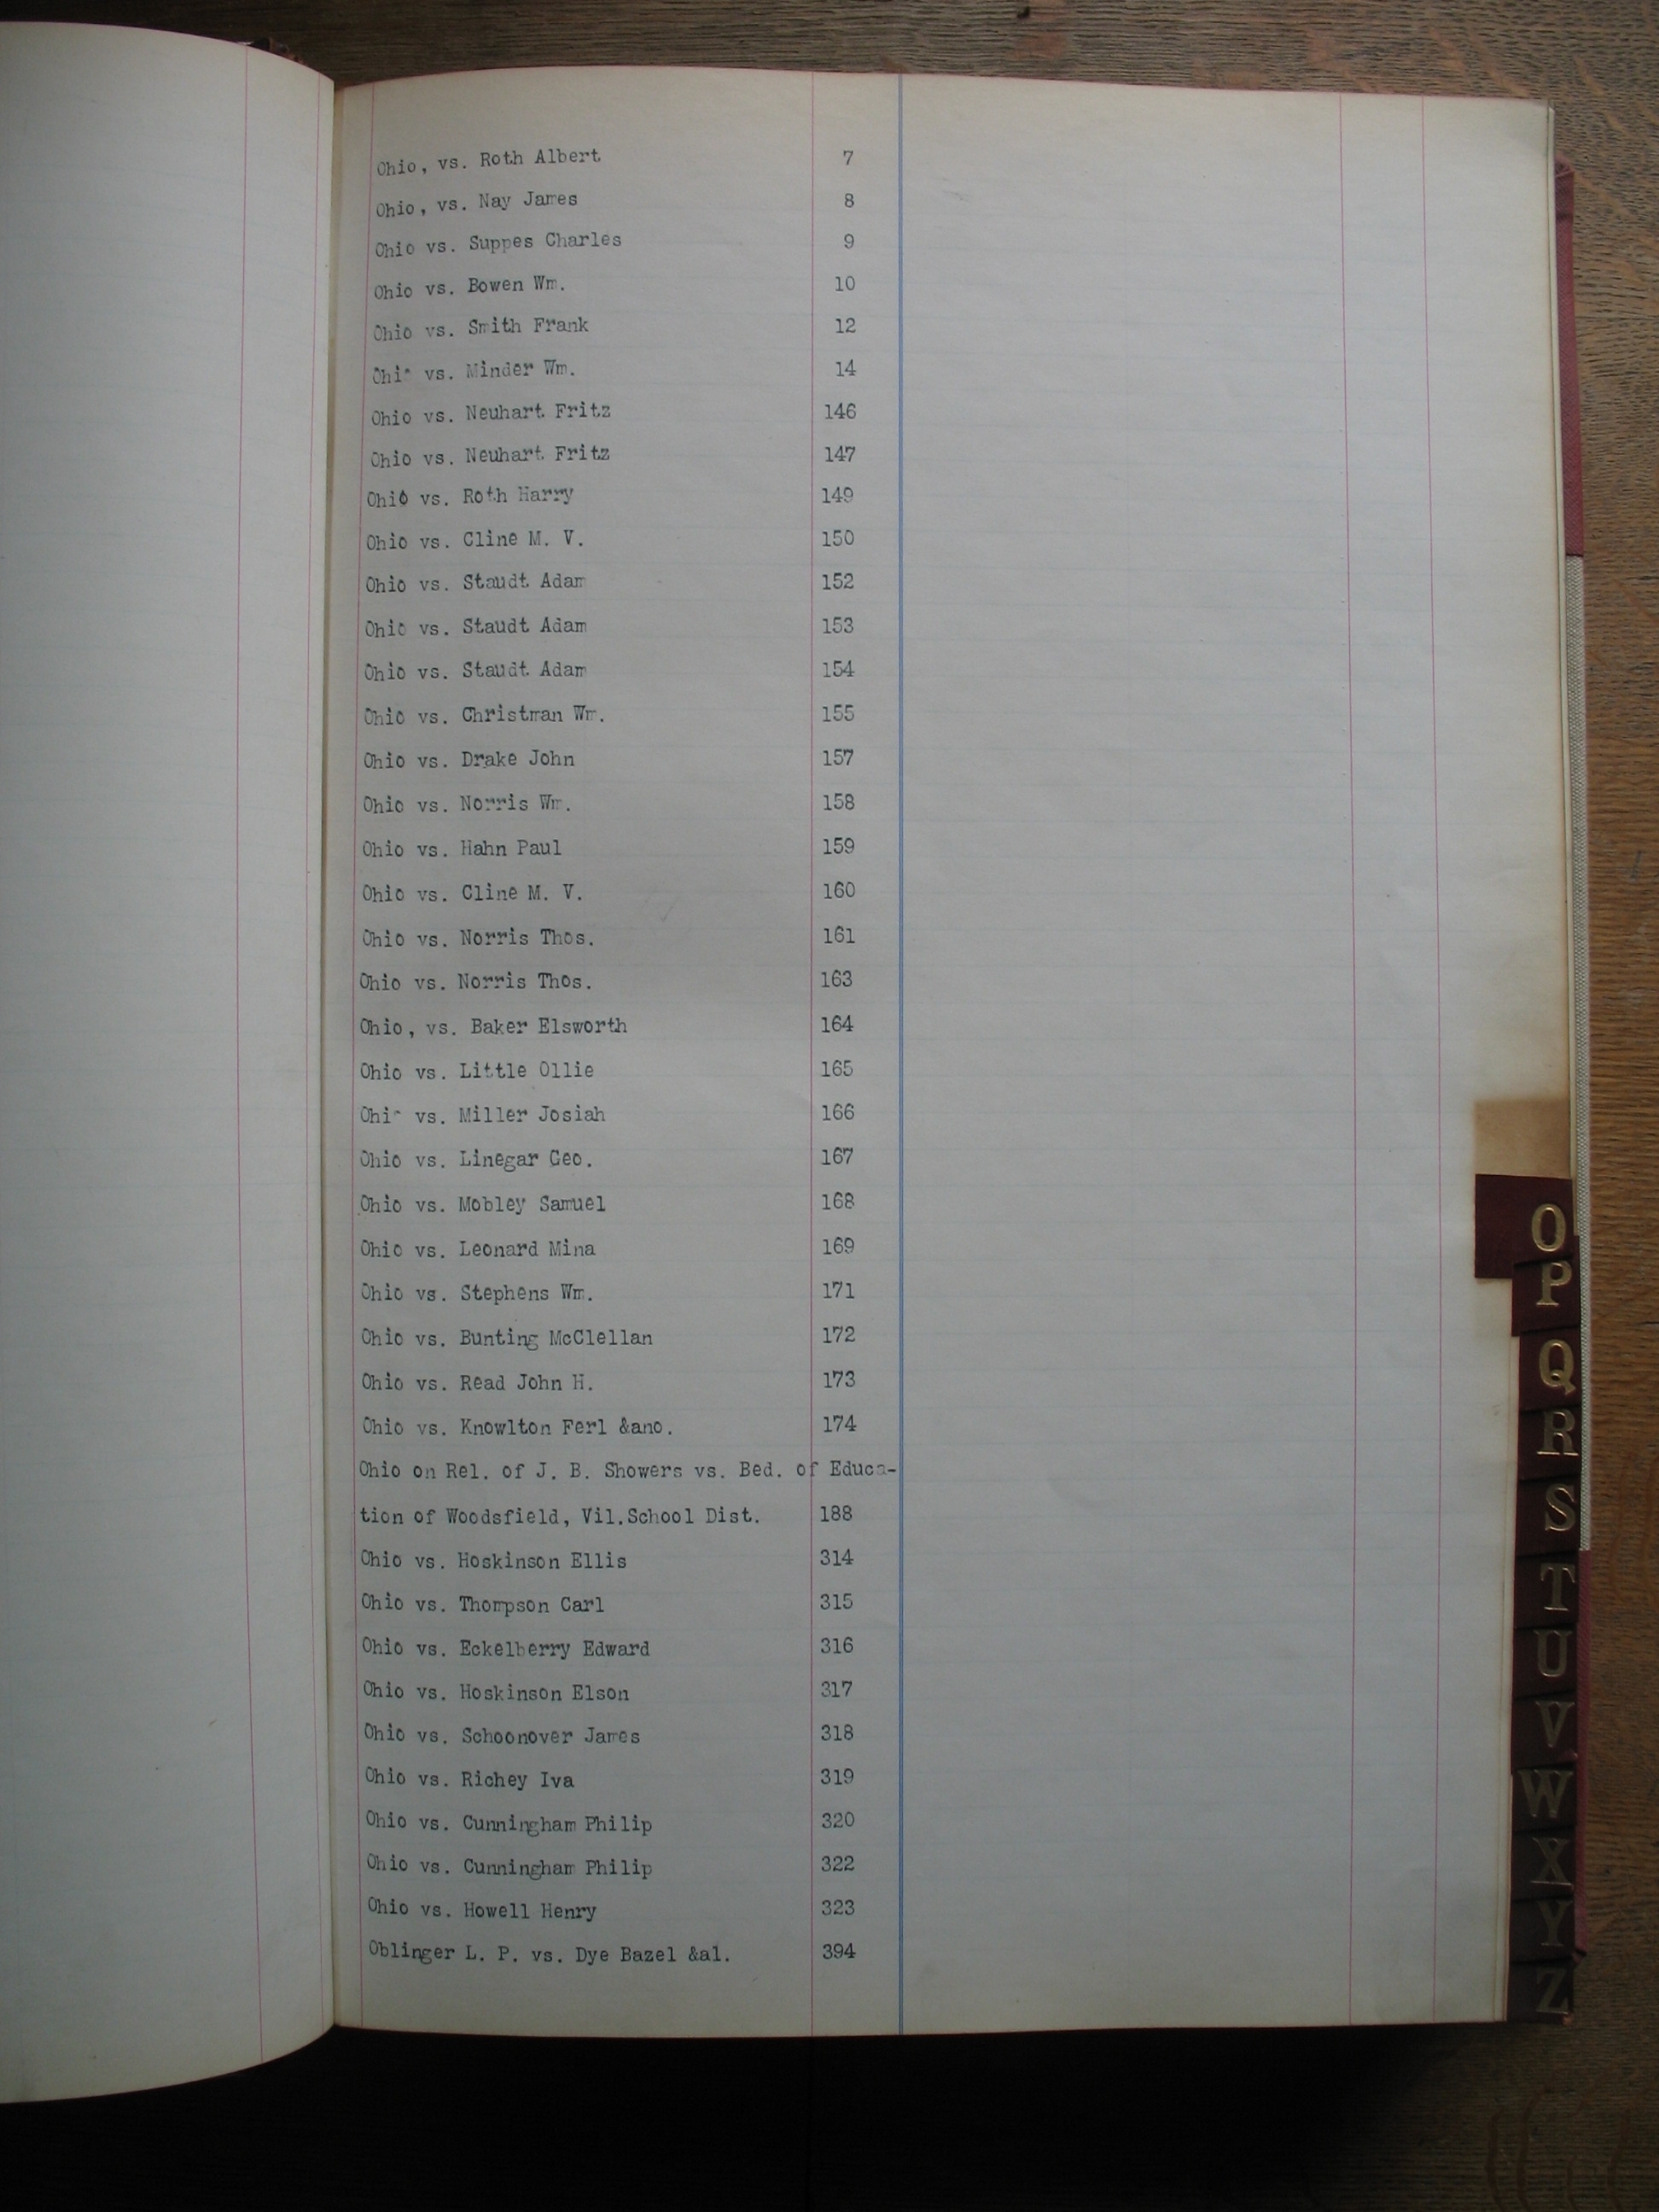 Ohio, vs. Roth Albert 7
Ohio, vs. Nay James 8
Ohio vs. Suppes Charles 9
Ohio vs. Bowen Wm. 10
Ohio vs. Smith Frank 12
Ohio vs. Minder Wm. 14
Ohio vs. Neuhart Fritz 146
Ohio vs. Neuhart Fritz 147
Ohio vs. Roth Harry 149
Ohio vs. Cline M. V. 150
Ohio vs. Staudt Adam 152
Ohio vs. Staudt Adam 153
Ohio vs. Staudt Adam 154
Ohio vs. Christman Wm. 155
Ohio vs. Drake John 157
Ohio vs. Norris Wm. 158
Ohio vs. Hahn Paul 159
Ohio vs. Cline M. V. 160
Ohio vs. Norris Thos. 161
Ohio vs. Norris Thos. 163
Ohio, vs. Baker Elsworth 164
Ohio vs. Little Ollie 165
Ohio vs. Miller Josiah 166
Ohio vs. Linegar Geo. 167
Ohio vs. Mobley Samuel 168
Ohio vs. Leonard Mina 169
Ohio vs. Stephens Wm. 171
Ohio vs. Bunting McClellan 172
Ohio vs. Read John H. 173
Ohio vs. Knowlton Ferl &ano. 174
Ohio on Rel. of J. B. Showers vs. Bed. of Educa-
tion of Woodsfield, Vil.School Dist. 188
Ohio vs. Hoskinson Ellis 314
Ohio vs. Thompson Carl 315
Ohio vs. Eckelberry Edward 316
Ohio vs. Hoskinson Elson 317
Ohio vs. Schoonover James 318
Ohio vs. Richey Iva 319
Ohio vs. Cunningham Philip 320
Ohio vs. Cunningham Philip 322
Ohio vs. Howell Henry 323
Oblinger L. P. vs. Dye Bazel &al. 394
O
P
Q
R
S
T
U
V
W
X
Y
Z